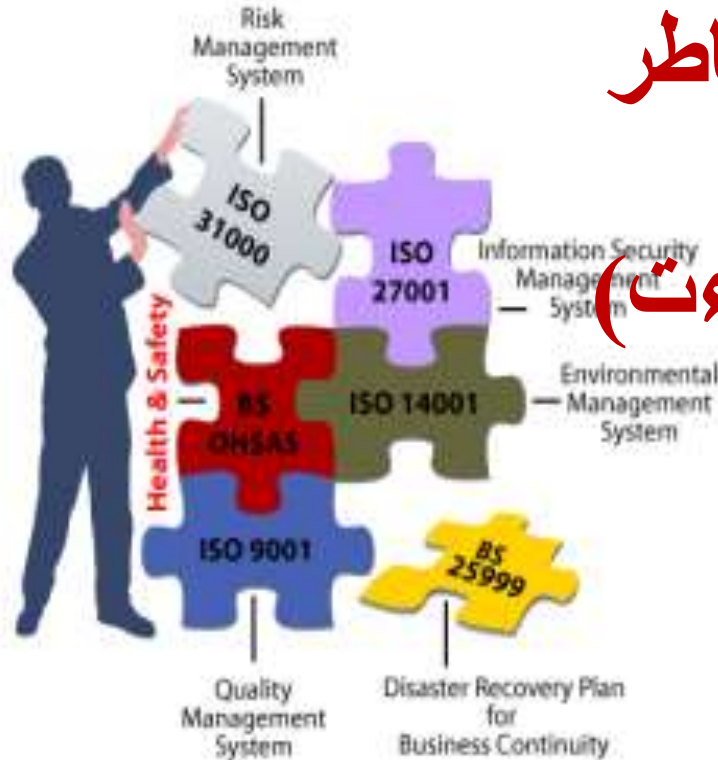 Risk
Management
System
اطر
ISO
31000
ISO
27001
Information Security
Management
System
Health & Safety
BS
OHSAS
ISO 14001
Environmental
Management
System
ISO 9001
BS
25999
Quality
Management
System
Disaster Recovery Plan
for
Business Continuity